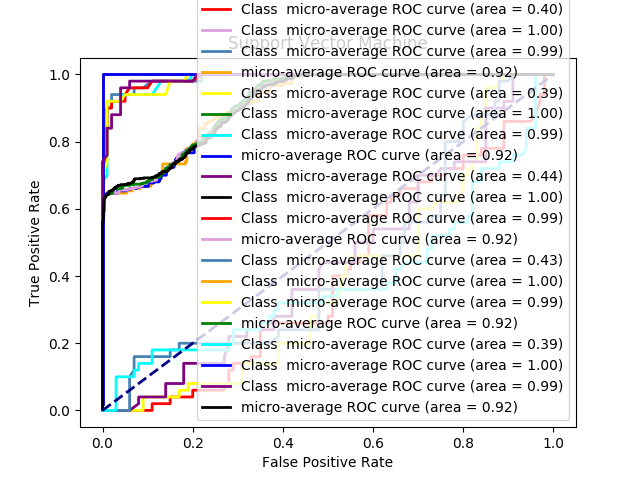 Class  micro-average ROC curve (area = 0.40)
Class  micro-average ROC curve (area = 1.00)
Support Vector Machine
Class  micro-average ROC curve (area = 0.99)
micro-average ROC curve (area = 0.92)
Class  micro-average ROC curve (area = 0.39)
Class  micro-average ROC curve (area = 1.00)
Class  micro-average ROC curve (area = 0.99)
micro-average ROC curve (area = 0.92)
Class  micro-average ROC curve (area = 0.44)
Class  micro-average ROC curve (area = 1.00)
Class  micro-average ROC curve (area = 0.99)
micro-average ROC curve (area = 0.92)
Class  micro-average ROC curve (area = 0.43)
Class  micro-average ROC curve (area = 1.00)
Class  micro-average ROC curve (area = 0.99)
micro-average ROC curve (area = 0.92)
Class  micro-average ROC curve (area = 0.39)
Class  micro-average ROC curve (area = 1.00)
Class  micro-average ROC curve (area = 0.99)
micro-average ROC curve (area = 0.92)
True Positive Rate
1.0
0.8
0.6
0.4
0.2
0.0
0.0 0.2 0.4 0.6 0.8 1.0
False Positive Rate